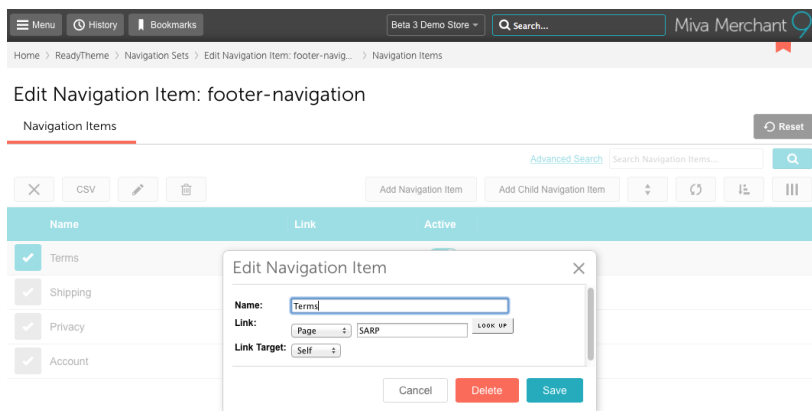 Menu History Bookmarks Beta 3 Demo Store Search... Miva Merchant 9
Home > ReadyTheme > Navigation Sets > Edit Navigation Item: footer-navig... > Navigation Items
Edit Navigation Item: footer-navigation
Navigation Items
Reset
Advanced Search Search Navigation Items...
CSV Add Navigation Item Add Child Navigation Item
Name Link Active
Terms
Shipping
Privacy
Account
Edit Navigation Item
Name: Terms
Link: Page SARP LOOK UP
Link Target: Self
Cancel Delete Save